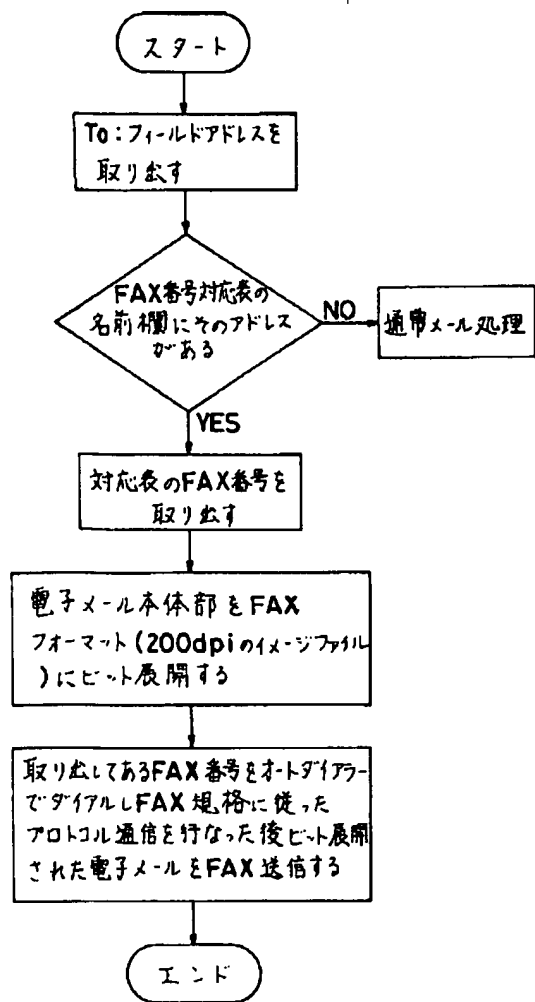 スタート
To:フィールドアドレスを
取り出す
FAX番号対応表の
名前欄にそのアドレス
がある
NO
通常メール処理
YES
対応表のFAX番号を
取り出す
電子メール本体部をFAX
フォーマット(200dpiのイメージファイル
)にビット展開する
取り出してあるFAX番号をオートダイアラー
でダイアルしFAX規格に従った
プロトコル通信を行なった後ビット展開
された電子メールをFAX送信する
エンド